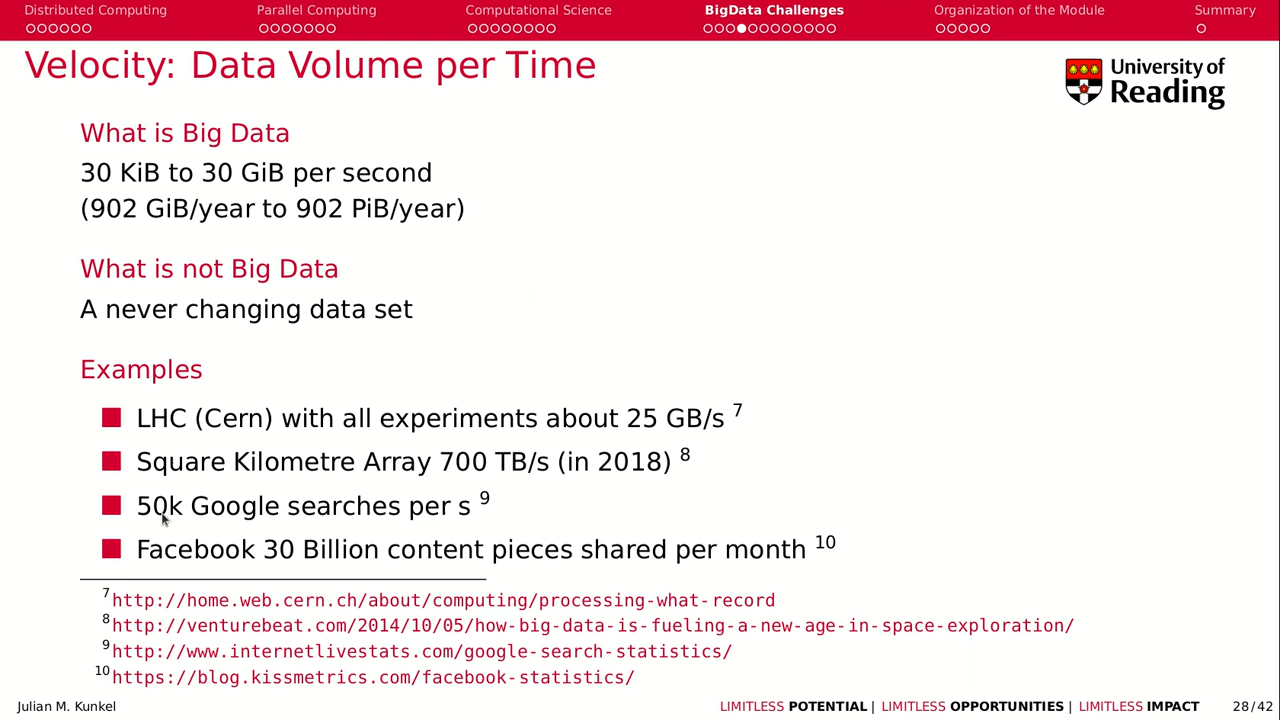 Distributed Computing Parallel Computing Computational Science BigData Challenges Organization of the Module Summary
Velocity: Data Volume per Time
University of
Reading
What is Big Data
30 KiB to 30 GiB per second
(902 GiB/year to 902 PiB/year)
What is not Big Data
A never changing data set
Examples
LHC (Cern) with all experiments about 25 GB/s 7
Square Kilometre Array 700 TB/s (in 2018) 8
50k Google searches per s 9
Facebook 30 Billion content pieces shared per month 10
7 http://home.web.cern.ch/about/computing/processing-what-record
8 http://venturebeat.com/2014/10/05/how-big-data-is-fueling-a-new-age-in-space-exploration/
9 http://www.internetlivestats.com/google-search-statistics/
10 https://blog.kissmetrics.com/facebook-statistics/
Julian M. Kunkel LIMITLESS POTENTIAL | LIMITLESS OPPORTUNITIES | LIMITLESS IMPACT 28/42